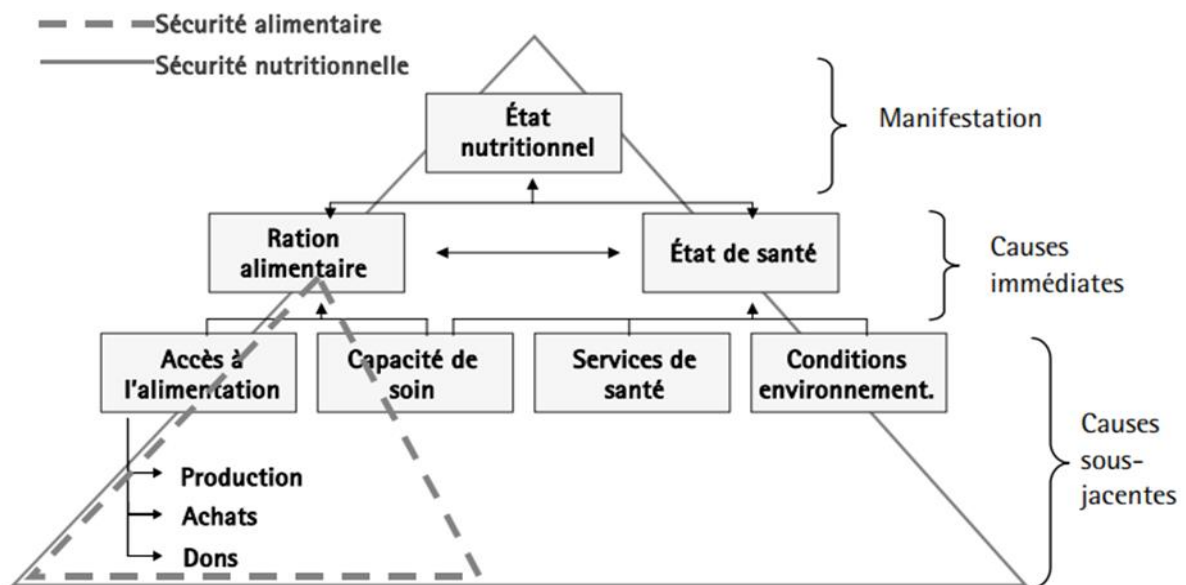 Sécurité alimentaire
Sécurité nutritionnelle
État
nutritionnel
Manifestation
Ration
alimentaire
État de santé
Causes
immédiates
Accès à
l'alimentation
Capacité de
soin
Services de
santé
Conditions
environnement.
Production
Achats
Dons
Causes
sous-
jacentes